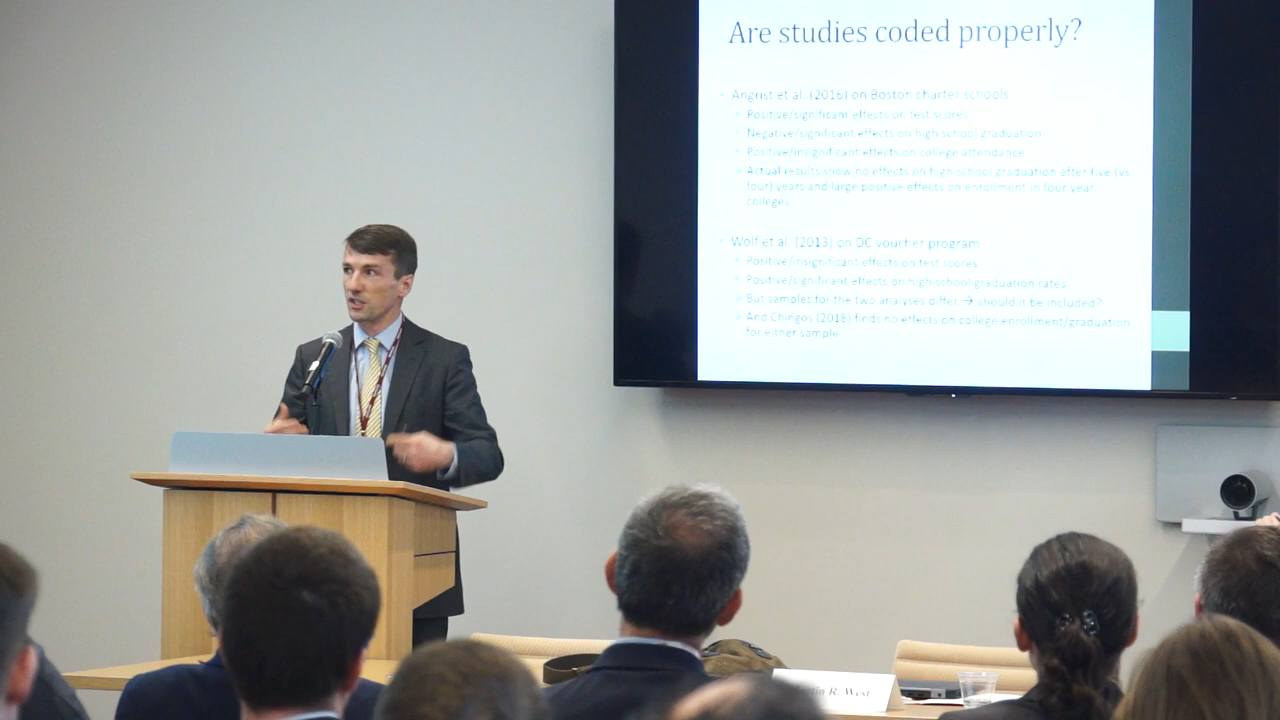 Are studies coded properly?
Angrist et al. (2016) on Boston charter schools
Positive/significant effects on test scores
Negative/significant effects on high school graduation
Positive/insignificant effects on college attendance
Actual results show no effects on high school graduation after five (vs.
four) years and large positive effects on enrollment in four year
colleges
Wolf et al. (2013) on DC voucher program
Positive/insignificant effects on test scores
Positive/significant effects on high school graduation rates
But samples for the two analyses differ → should it be included?
And Chingos (2018) finds no effects on college enrollment/graduation
for either sample
R. West